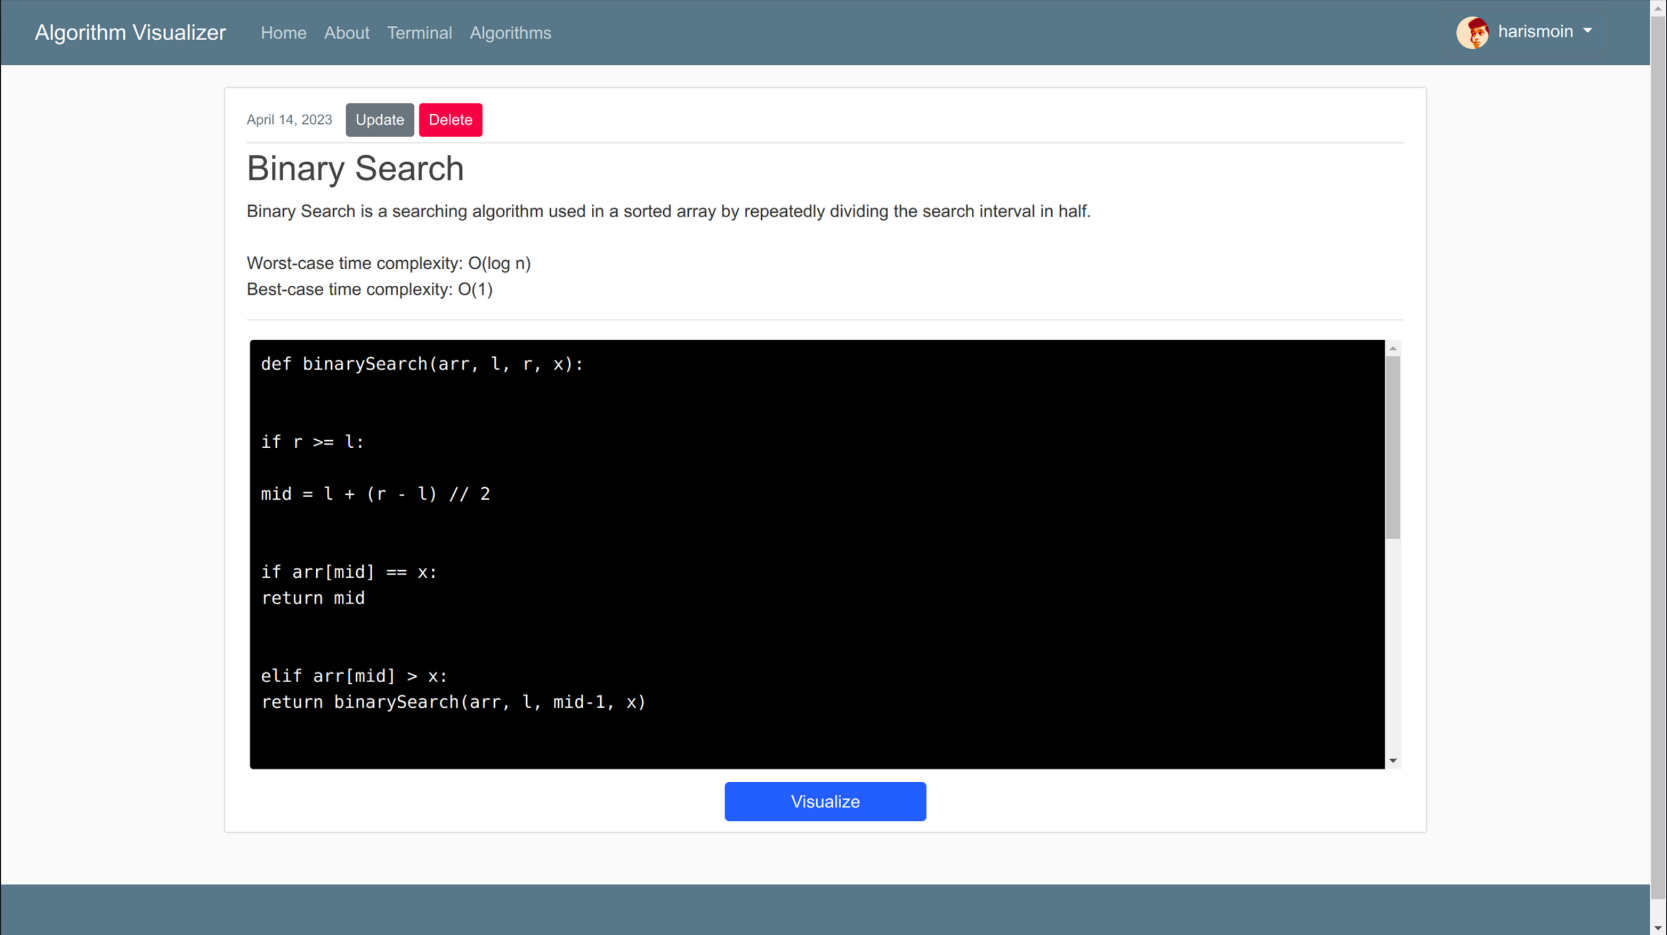 Algorithm Visualizer Home About Terminal Algorithms harismoin
April 14, 2023 Update Delete
Binary Search
Binary Search is a searching algorithm used in a sorted array by repeatedly dividing the search interval in half.
Worst-case time complexity: O(log n)
Best-case time complexity: O(1)
def binarySearch(arr, l, r, x):
if r >= l:
mid = l + (r - l) // 2
if arr[mid] == x:
return mid
elif arr[mid] > x:
return binarySearch(arr, l, mid-1, x)
Visualize